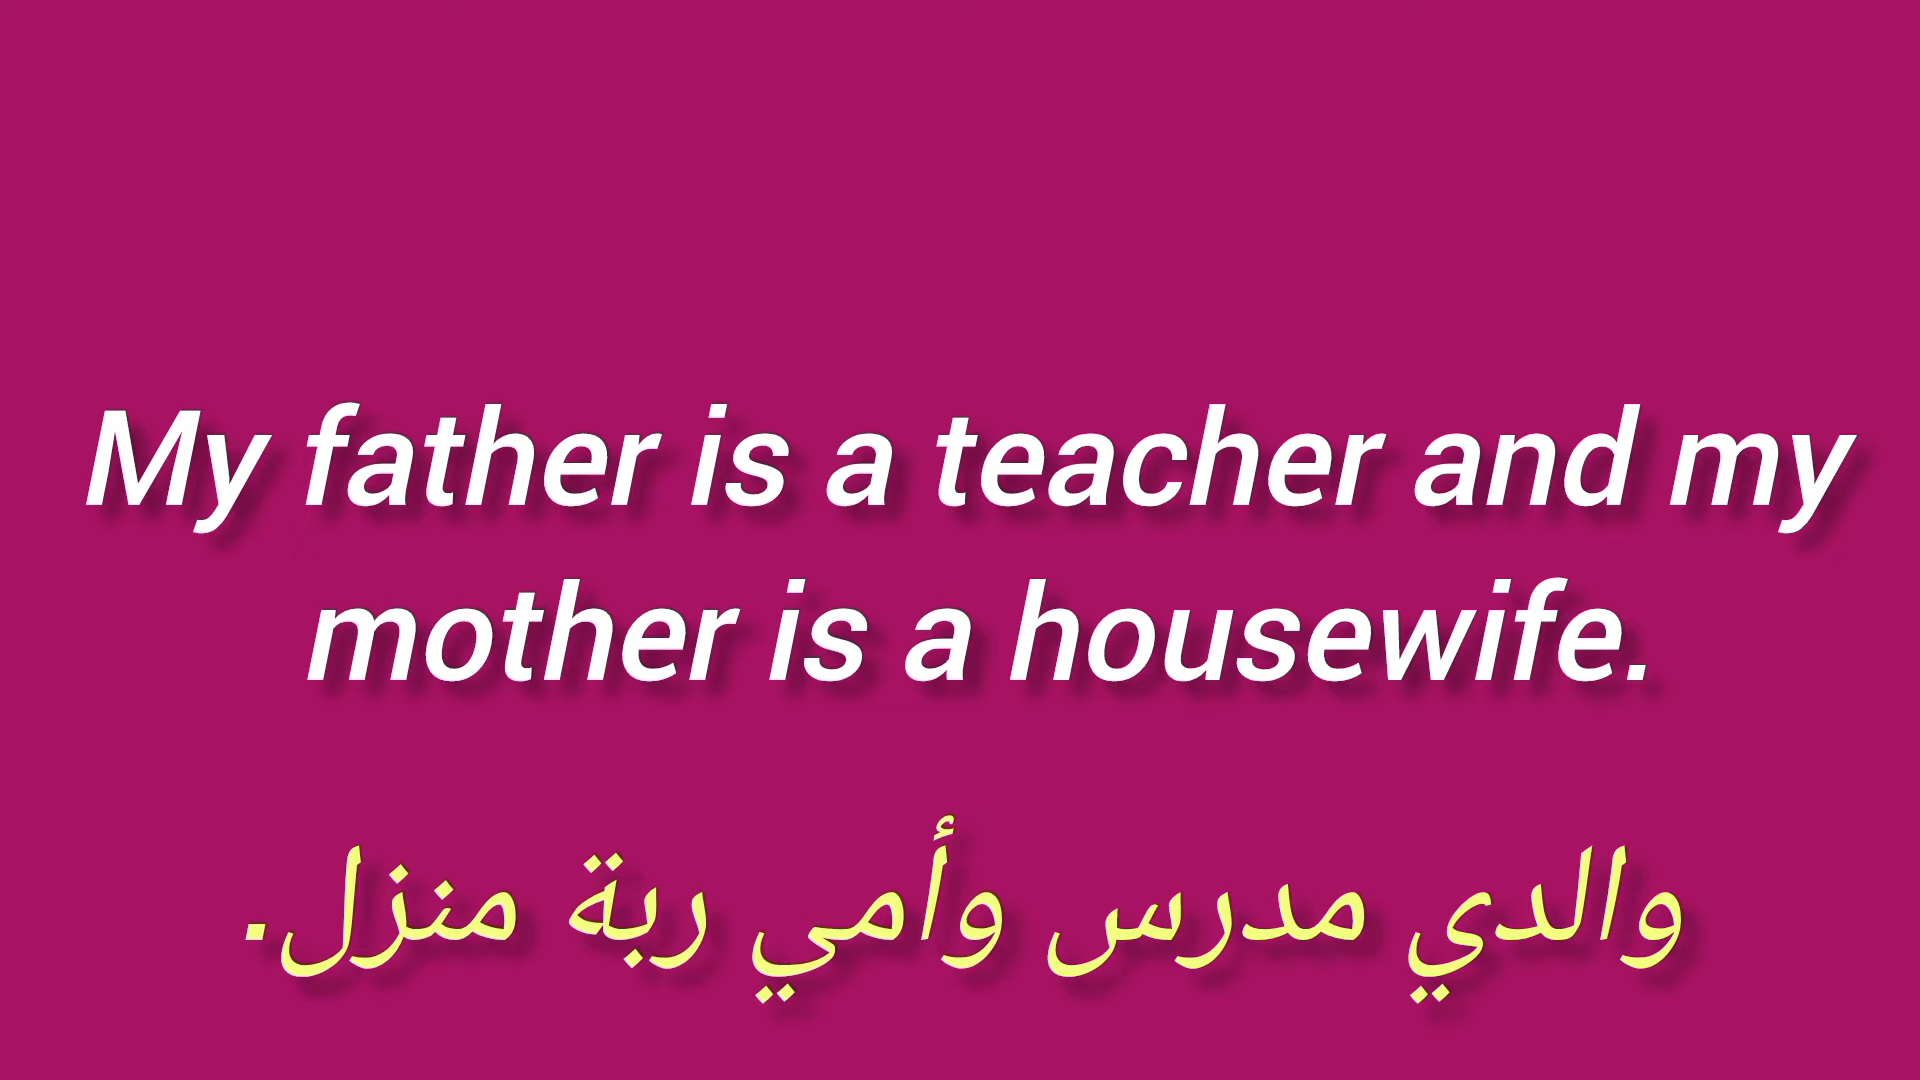 My father is a teacher and my
mother is a housewife.
والدي مدرس وأمي ربة منزل.